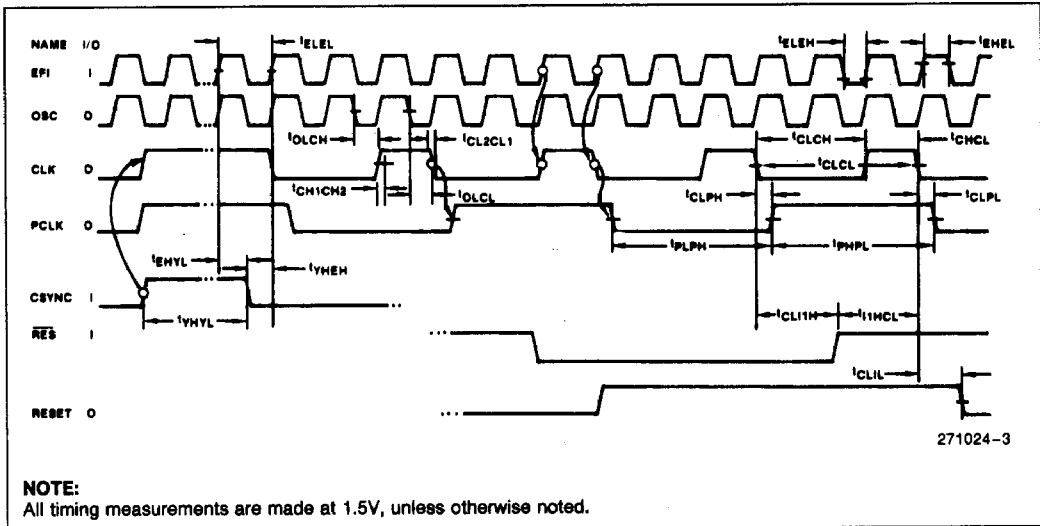 NAME I/O
EFI I
OSC O
CLK O
PCLK O
CSYNC I
RES I
RESET O
tELEL
tELEH
tEHEL
tOLCH
tCL2CL1
tCLCH
tCHCL
tCLCL
tCH1CH2
tOLCL
tCLPH
tCLPL
tPLPH
tPHPL
tEHYL
tYHEH
tYHYL
tCLI1H
tI1HCL
tCLIL
271024-3
NOTE:
All timing measurements are made at 1.5V, unless otherwise noted.